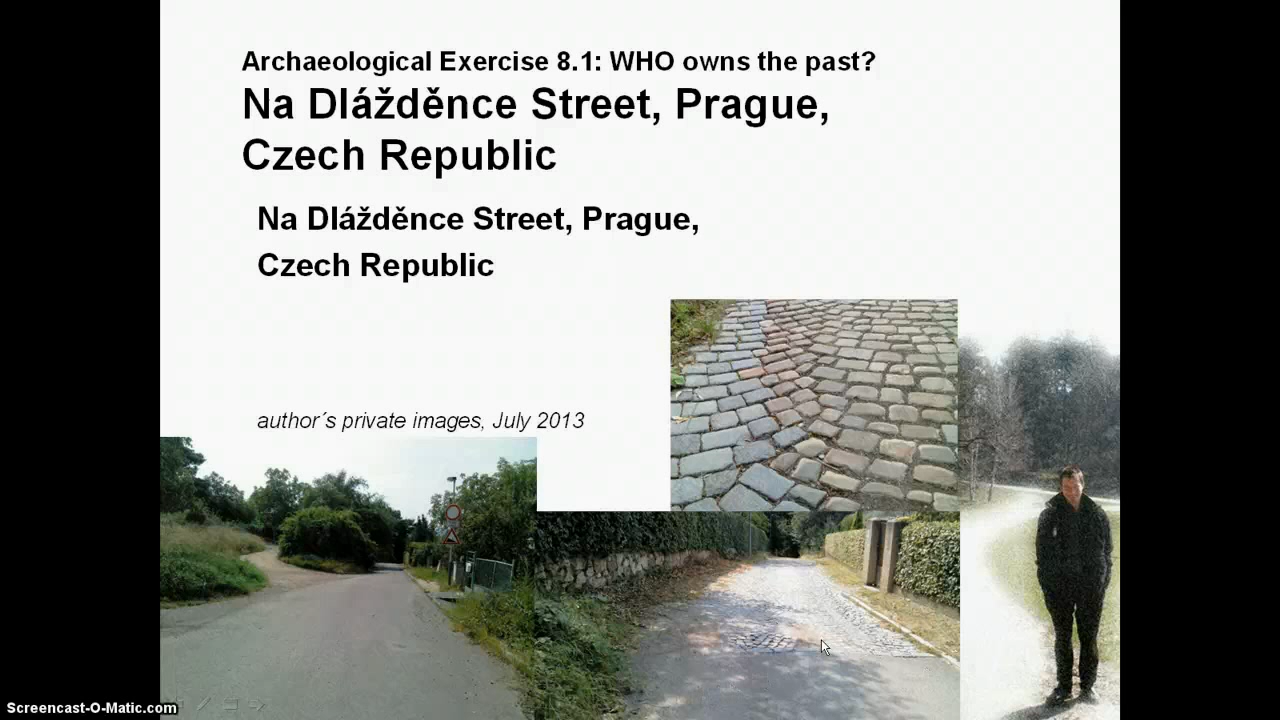 Archaeological Exercise 8.1: WHO owns the past?
Na Dlážděnce Street, Prague,
Czech Republic
Na Dlážděnce Street, Prague,
Czech Republic
author´s private images, July 2013
Screencast-O-Matic.com